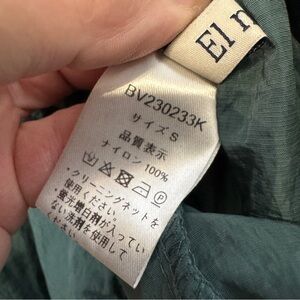 El n
BV230233K
サイズ S
品質表示
ナイロン 100%
・クリーニングネットを
使用ください。
・蛍光増白剤が入ってい
ない洗剤を使用して